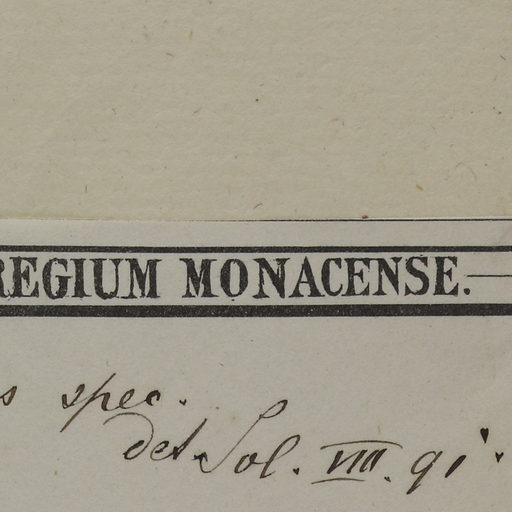 REGIUM MONACENSE.
s spec.
det. Sol. VIII. 91.